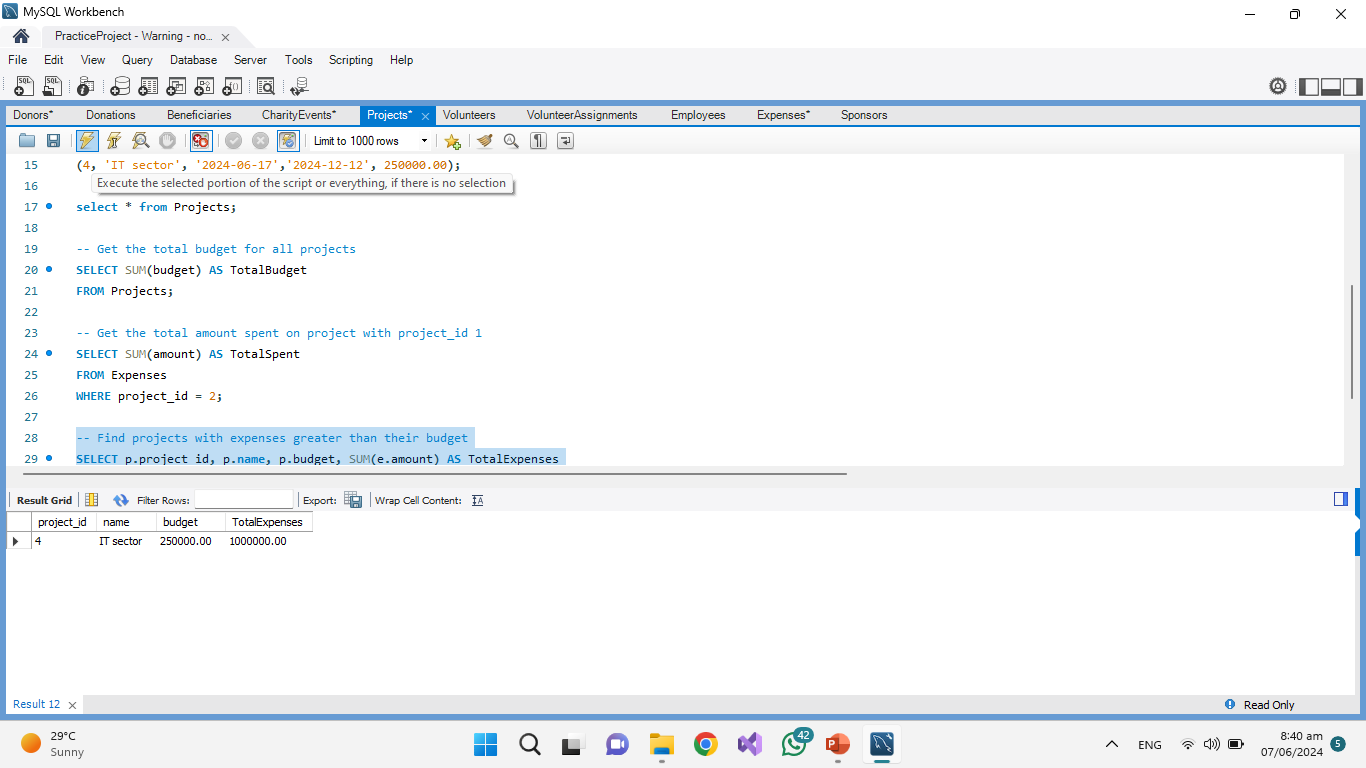 MySQL Workbench
PracticeProject - Warning - no...
File Edit View Query Database Server Tools Scripting Help
Donors* Donations Beneficiaries CharityEvents* Projects* Volunteers VolunteerAssignments Employees Expenses* Sponsors
Limit to 1000 rows
15 (4, 'IT sector', '2024-06-17','2024-12-12', 250000.00);
16 Execute the selected portion of the script or everything, if there is no selection
17 select * from Projects;
18
19 -- Get the total budget for all projects
20 SELECT SUM(budget) AS TotalBudget
21 FROM Projects;
22
23 -- Get the total amount spent on project with project_id 1
24 SELECT SUM(amount) AS TotalSpent
25 FROM Expenses
26 WHERE project_id = 2;
27
28 -- Find projects with expenses greater than their budget
29 SELECT p.project_id, p.name, p.budget, SUM(e.amount) AS TotalExpenses
Result Grid Filter Rows: Export: Wrap Cell Content:
project_id name budget TotalExpenses
4 IT sector 250000.00 1000000.00
Result 12 Read Only
29°C
Sunny
42
ENG
8:40 am
07/06/2024
5